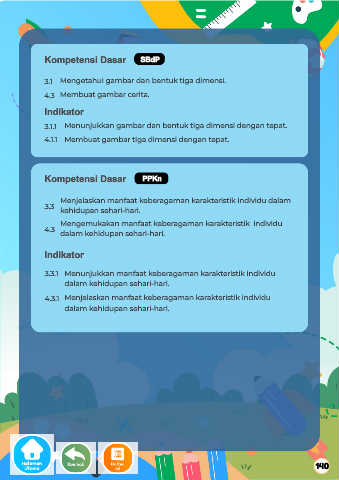 Kompetensi Dasar SBdP
3.1 Mengetahui gambar dan bentuk tiga dimensi.
4.3 Membuat gambar cerita.
Indikator
3.1.1 Menunjukkan gambar dan bentuk tiga dimensi dengan tepat.
4.1.1 Membuat gambar tiga dimensi dengan tepat.
Kompetensi Dasar PPKn
3.3 Menjelaskan manfaat keberagaman karakteristik individu dalam
kehidupan sehari-hari.
4.3 Mengemukakan manfaat keberagaman karakteristik individu
dalam kehidupan sehari-hari.
Indikator
3.3.1 Menunjukkan manfaat keberagaman karakteristik individu
dalam kehidupan sehari-hari.
4.3.1 Menjelaskan manfaat keberagaman karakteristik individu
dalam kehidupan sehari-hari.
Halaman
Utama
140